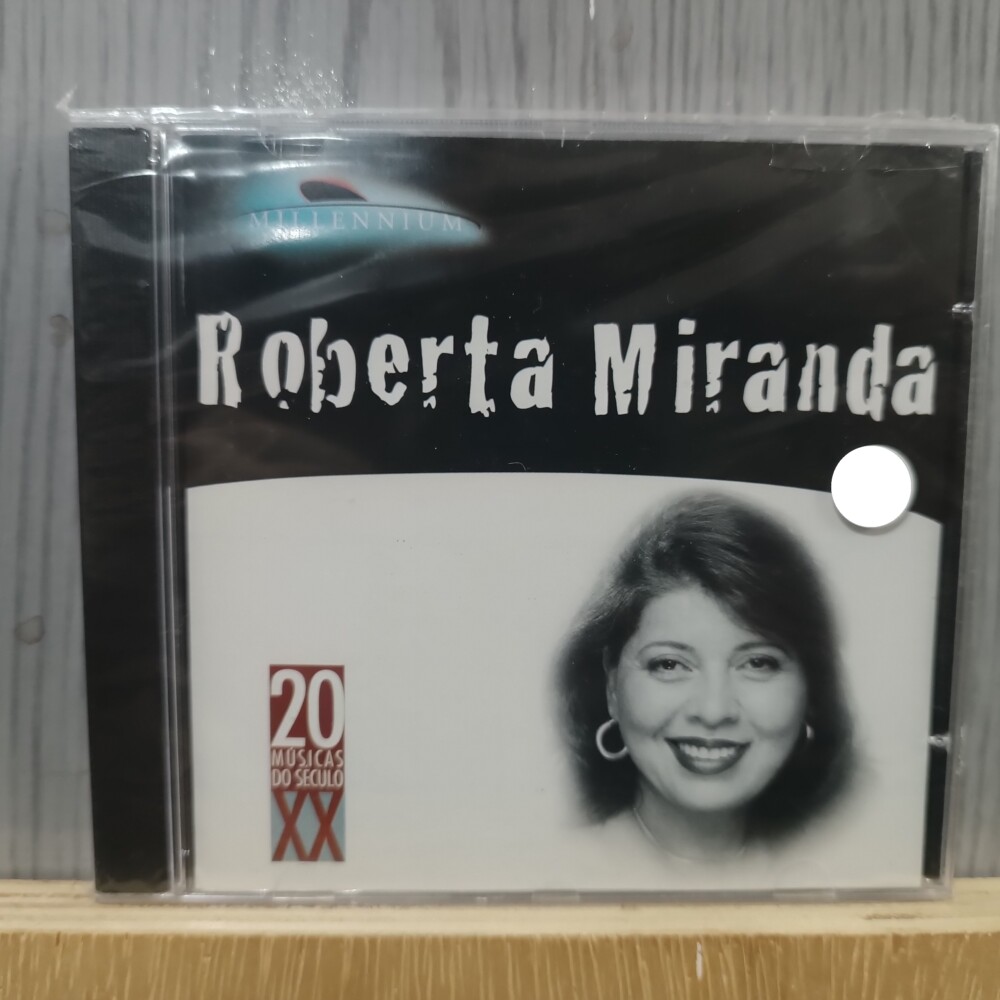 MILLENNIUM
Roberta Miranda
20
MÚSICAS
DO SÉCULO
XX